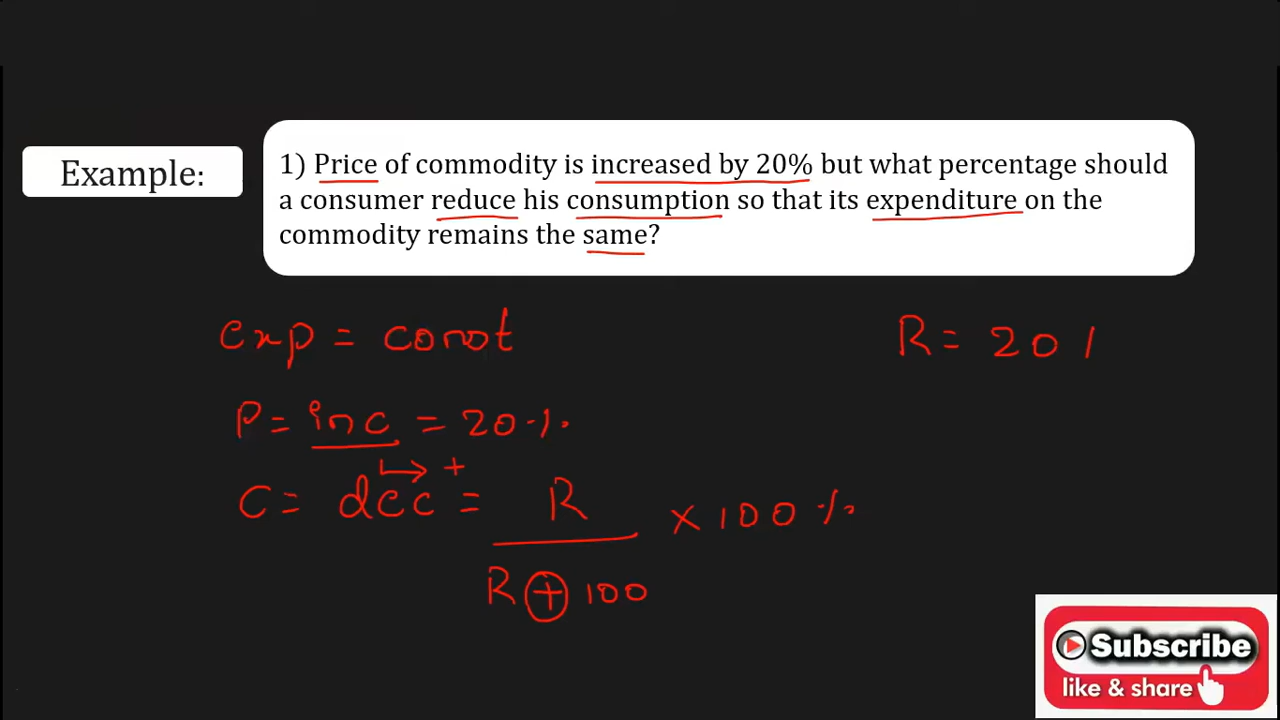 Example:
1) Price of commodity is increased by 20% but what percentage should
a consumer reduce his consumption so that its expenditure on the
commodity remains the same?
exp = const
R = 20 /
P = inc = 20 %
+
C = dec = R / R + 100 × 100 %
Subscribe
like & share